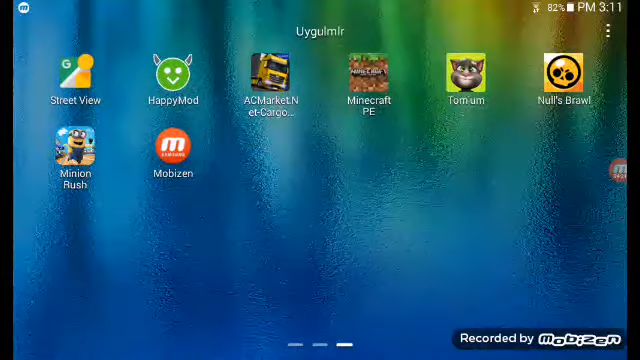 82% PM 3:11
Uygulmlr
Street View
HappyMod
ACMarket.N
et-Cargo...
Minecraft
PE
Tom·um
Null's Brawl
Minion
Rush
Mobizen
Recorded by Mobizen